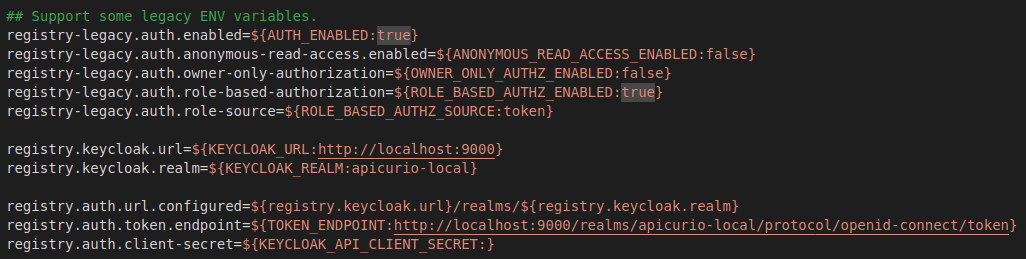 ## Support some legacy ENV variables.
registry-legacy.auth.enabled=${AUTH_ENABLED:true}
registry-legacy.auth.anonymous-read-access.enabled=${ANONYMOUS_READ_ACCESS_ENABLED:false}
registry-legacy.auth.owner-only-authorization=${OWNER_ONLY_AUTHZ_ENABLED:false}
registry-legacy.auth.role-based-authorization=${ROLE_BASED_AUTHZ_ENABLED:true}
registry-legacy.auth.role-source=${ROLE_BASED_AUTHZ_SOURCE:token}
registry.keycloak.url=${KEYCLOAK_URL:http://localhost:9000}
registry.keycloak.realm=${KEYCLOAK_REALM:apicurio-local}
registry.auth.url.configured=${registry.keycloak.url}/realms/${registry.keycloak.realm}
registry.auth.token.endpoint=${TOKEN_ENDPOINT:http://localhost:9000/realms/apicurio-local/protocol/openid-connect/token}
registry.auth.client-secret=${KEYCLOAK_API_CLIENT_SECRET:}